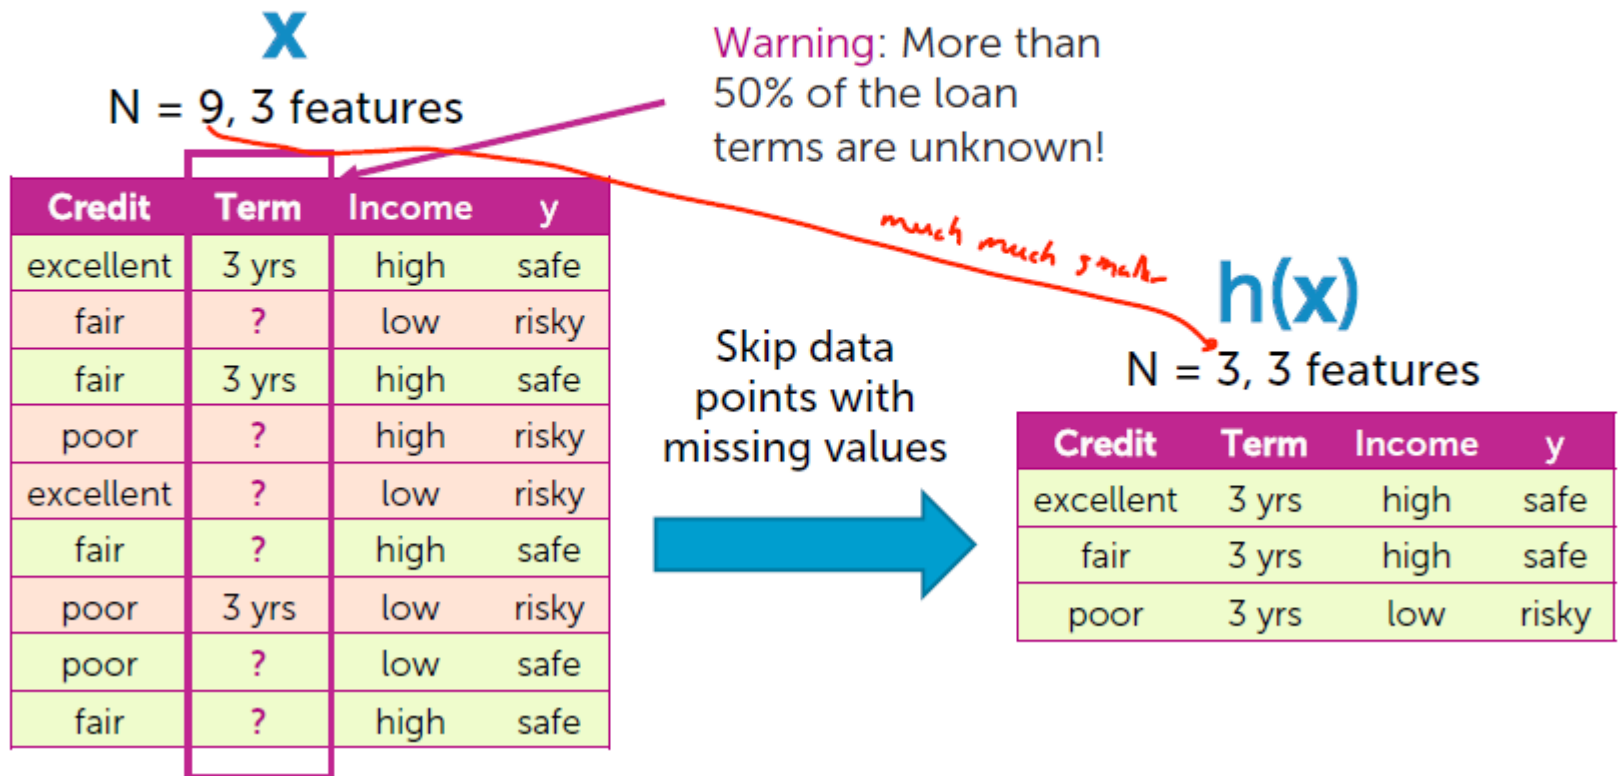 x
N = 9, 3 features
Warning: More than
50% of the loan
terms are unknown!
Credit Term Income y
excellent 3 yrs high safe
fair ? low risky
fair 3 yrs high safe
poor ? high risky
excellent ? low risky
fair ? high safe
poor 3 yrs low risky
poor ? low safe
fair ? high safe
Skip data
points with
missing values
much much
h(x)
N = 3, 3 features
Credit Term Income y
excellent 3 yrs high safe
fair 3 yrs high safe
poor 3 yrs low risky